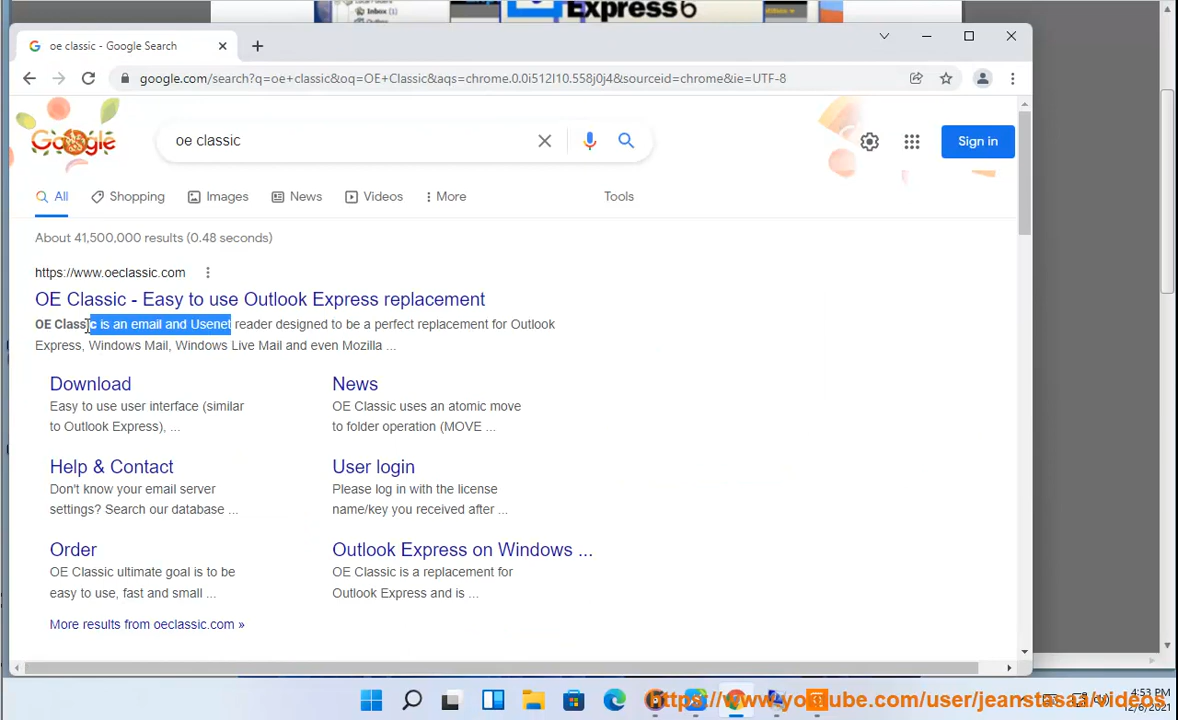 Inbox (1)
Express6
oe classic - Google Search
google.com/search?q=oe+classic&oq=OE+Classic&aqs=chrome.0.0i512l10.558j0j4&sourceid=chrome&ie=UTF-8
Google
oe classic
Sign in
All
Shopping
Images
News
Videos
More
Tools
About 41,500,000 results (0.48 seconds)
https://www.oeclassic.com
OE Classic - Easy to use Outlook Express replacement
OE Classic is an email and Usenet reader designed to be a perfect replacement for Outlook
Express, Windows Mail, Windows Live Mail and even Mozilla ...
Download
Easy to use user interface (similar
to Outlook Express), ...
News
OE Classic uses an atomic move
to folder operation (MOVE ...
Help & Contact
Don't know your email server
settings? Search our database ...
User login
Please log in with the license
name/key you received after ...
Order
OE Classic ultimate goal is to be
easy to use, fast and small ...
Outlook Express on Windows ...
OE Classic is a replacement for
Outlook Express and is ...
More results from oeclassic.com »
https://www.youtube.com/user/jeanstesas/videos
4:53 PM
12/6/2021